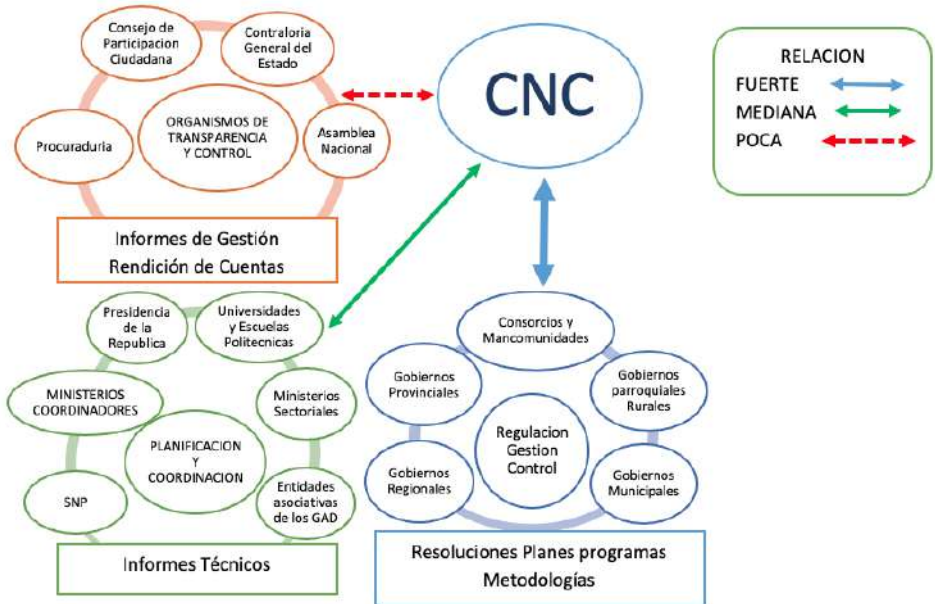 Consejo de
Participacion
Ciudadana
Contraloria
General del
Estado
Procuraduria
ORGANISMOS DE
TRANSPARENCIA
Y CONTROL
Asamblea
Nacional
Informes de Gestión
Rendición de Cuentas
CNC
RELACION
FUERTE
MEDIANA
POCA
Presidencia
de la
Republica
Universidades
y Escuelas
Politecnicas
MINISTERIOS
COORDINADORES
Ministerios
Sectoriales
PLANIFICACION
Y
COORDINACION
SNP
Entidades
asociativas
de los GAD
Informes Técnicos
Consorcios y
Mancomunidades
Gobiernos
Provinciales
Gobiernos
parroquiales
Rurales
Regulacion
Gestion
Control
Gobiernos
Regionales
Gobiernos
Municipales
Resoluciones Planes programas
Metodologías